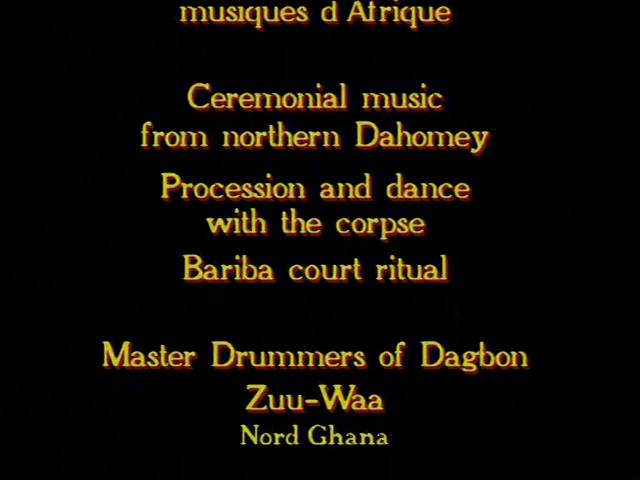 musiques d'Afrique
Ceremonial music
from northern Dahomey
Procession and dance
with the corpse
Bariba court ritual
Master Drummers of Dagbon
Zuu-Waa
Nord Ghana